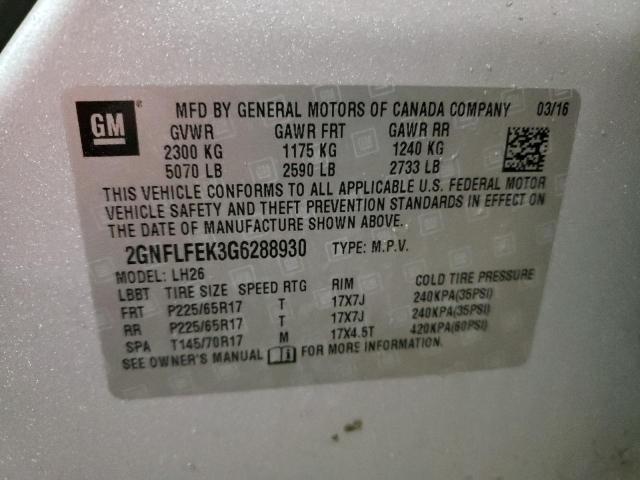 GM ® MFD BY GENERAL MOTORS OF CANADA COMPANY 03/16
GVWR GAWR FRT GAWR RR
2300 KG 1175 KG 1240 KG
5070 LB 2590 LB 2733 LB
THIS VEHICLE CONFORMS TO ALL APPLICABLE U.S. FEDERAL MOTOR
VEHICLE SAFETY AND THEFT PREVENTION STANDARDS IN EFFECT ON
THE DATE OF MANUFACTURE SHOWN ABOVE.
2GNFLFEK3G6288930 TYPE: M.P.V.
MODEL: LH26
LBBT TIRE SIZE SPEED RTG RIM COLD TIRE PRESSURE
FRT P225/65R17 T 17X7J 240KPA(35PSI)
RR P225/65R17 T 17X7J 240KPA(35PSI)
SPA T145/70R17 M 17X4.5T 420KPA(60PSI)
SEE OWNER'S MANUAL FOR MORE INFORMATION.